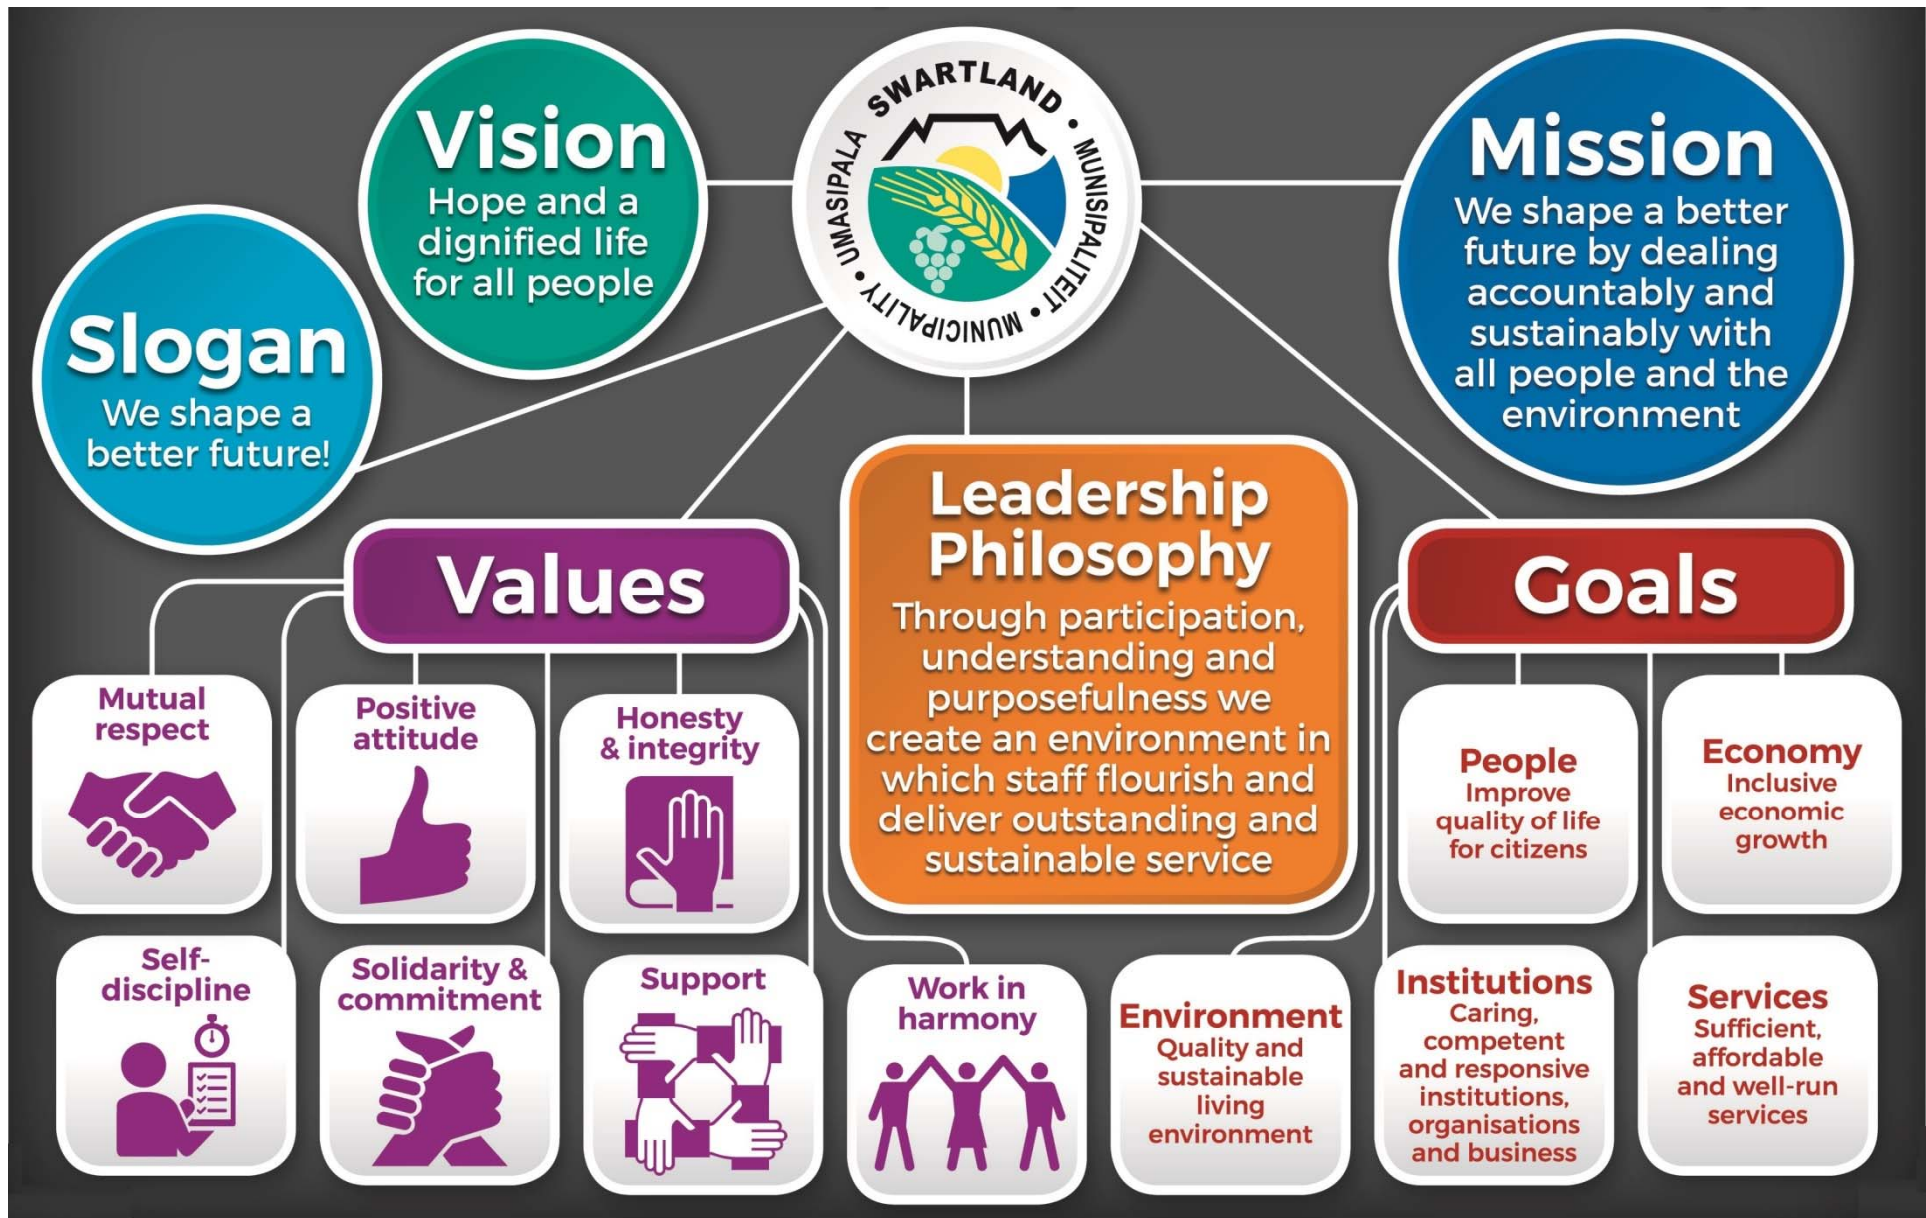 Vision
Hope and a
dignified life
for all people
UMASIPALA SWARTLAND • MUNISIPALITEIT • MUNICIPALITY •
Mission
We shape a better
future by dealing
accountably and
sustainably with
all people and the
environment
Slogan
We shape a
better future!
Values
Leadership
Philosophy
Through participation,
understanding and
purposefulness we
create an environment in
which staff flourish and
deliver outstanding and
sustainable service
Goals
Mutual
respect
Positive
attitude
Honesty
& integrity
Self-
discipline
Solidarity &
commitment
Support
Work in
harmony
People
Improve
quality of life
for citizens
Economy
Inclusive
economic
growth
Environment
Quality and
sustainable
living
environment
Institutions
Caring,
competent
and responsive
institutions,
organisations
and business
Services
Sufficient,
affordable
and well-run
services